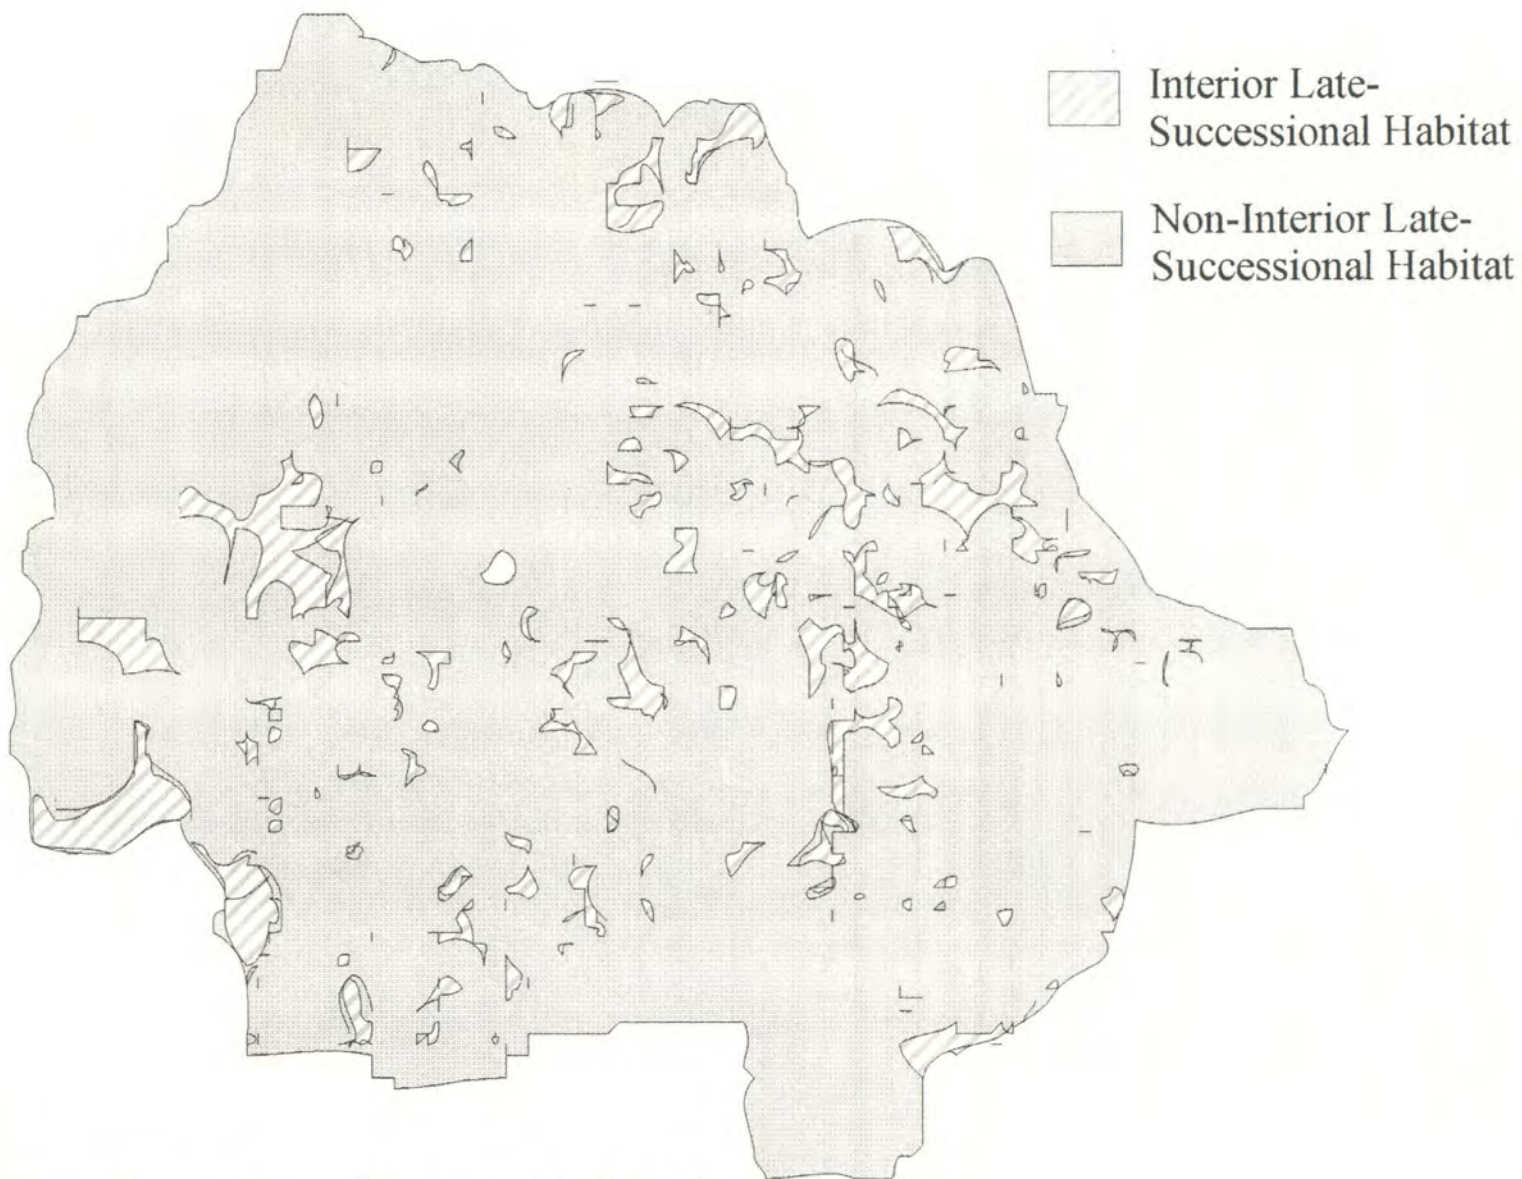 Interior Late-
Successional Habitat
Non-Interior Late-
Successional Habitat